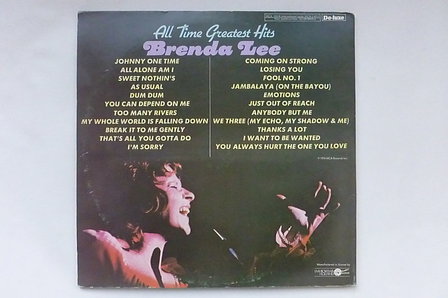 De-luxe
All Time Greatest Hits
Brenda Lee
JOHNNY ONE TIME
ALL ALONE AM I
SWEET NOTHIN'S
AS USUAL
DUM DUM
YOU CAN DEPEND ON ME
TOO MANY RIVERS
MY WHOLE WORLD IS FALLING DOWN
BREAK IT TO ME GENTLY
THAT'S ALL YOU GOTTA DO
I'M SORRY
COMING ON STRONG
LOSING YOU
FOOL NO. 1
JAMBALAYA (ON THE BAYOU)
EMOTIONS
JUST OUT OF REACH
ANYBODY BUT ME
WE THREE (MY ECHO, MY SHADOW & ME)
THANKS A LOT
I WANT TO BE WANTED
YOU ALWAYS HURT THE ONE YOU LOVE